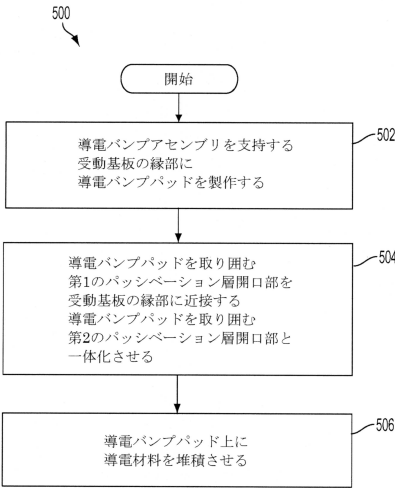 500
開始
導電バンプアセンブリを支持する
受動基板の縁部に
導電バンプパッドを製作する
502
導電バンプパッドを取り囲む
第1のパッシベーション層開口部を
受動基板の縁部に近接する
導電バンプパッドを取り囲む
第2のパッシベーション層開口部と
一体化させる
504
導電バンプパッド上に
導電材料を堆積させる
506